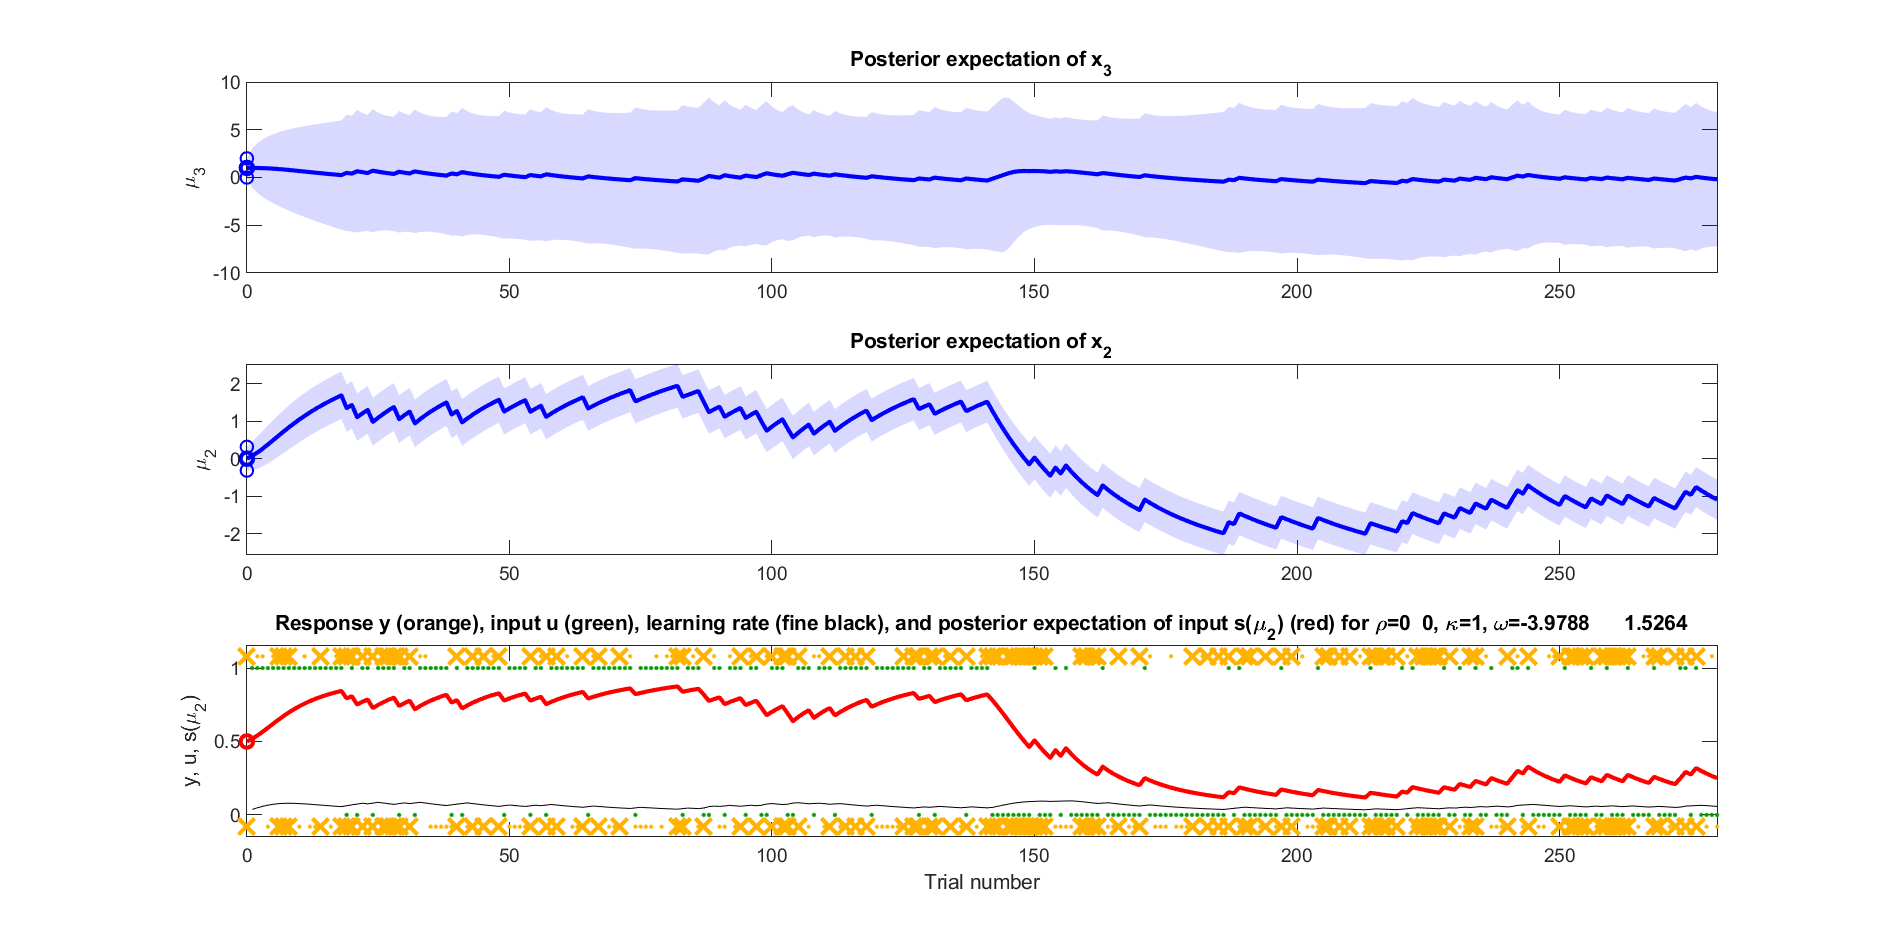 Posterior expectation of x3
10
5
0
-5
-10
μ3
0 50 100 150 200 250
Posterior expectation of x2
2
1
0
-1
-2
μ2
0 50 100 150 200 250
Response y (orange), input u (green), learning rate (fine black), and posterior expectation of input s(μ2) (red) for ρ=0 0, κ=1, ω=-3.9788 1.5264
1
0.5
0
y, u, s(μ2)
0 50 100 150 200 250
Trial number